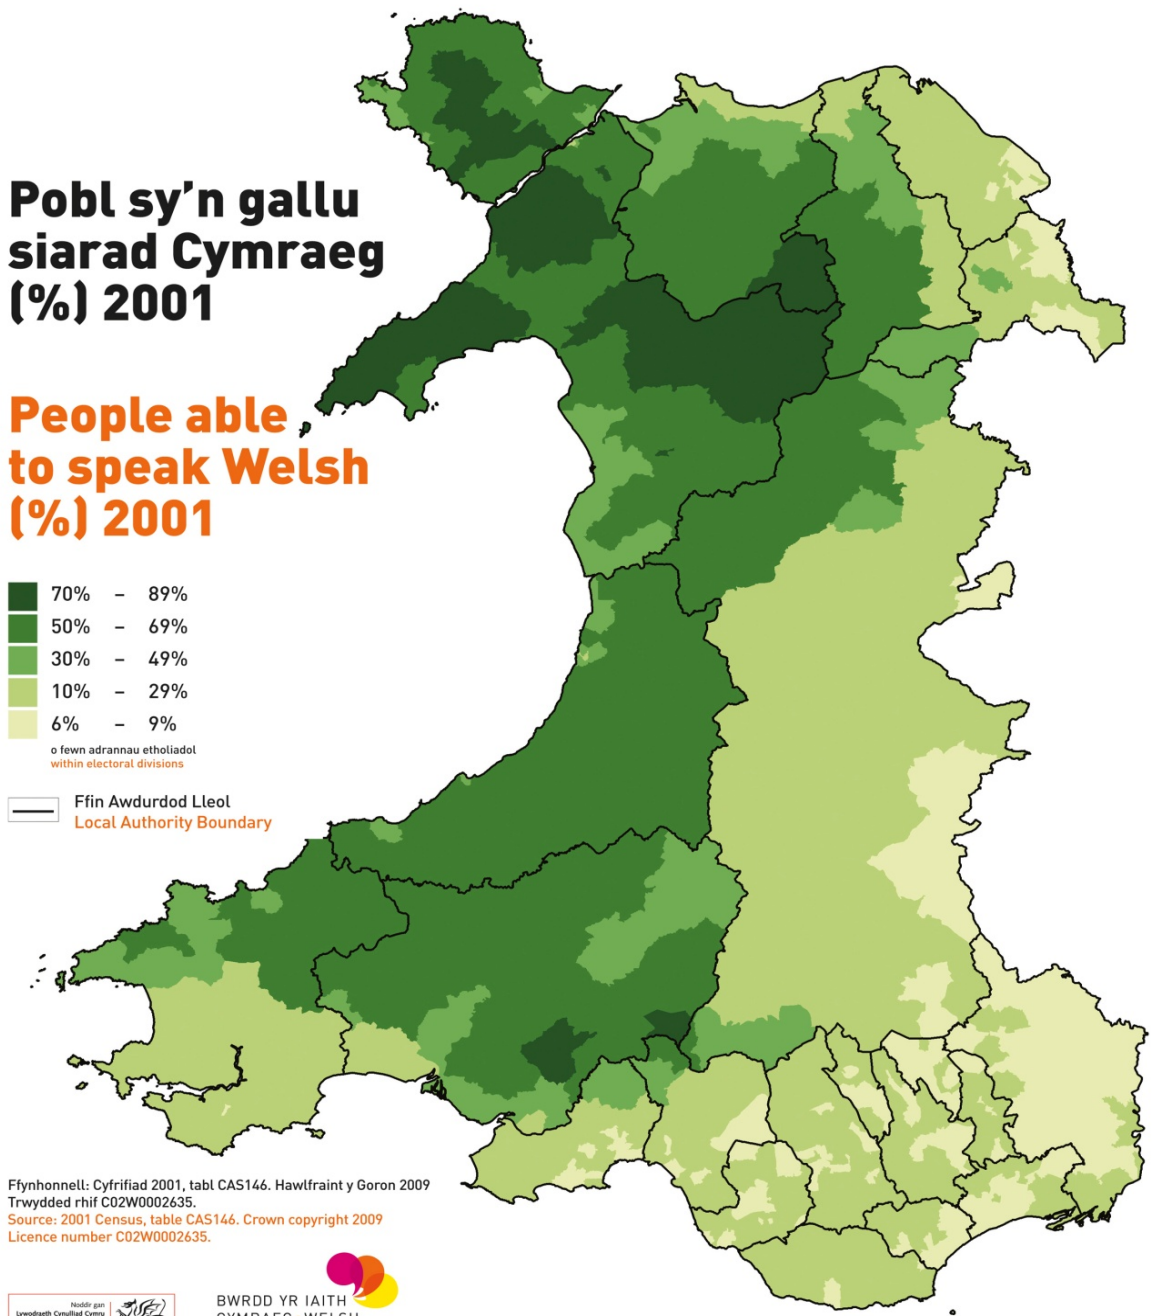 Pobl sy’n gallu
siarad Cymraeg
(%) 2001
People able
to speak Welsh
(%) 2001
70% – 89%
50% – 69%
30% – 49%
10% – 29%
6% – 9%
o fewn adrannau etholiadol
within electoral divisions
Ffin Awdurdod Lleol
Local Authority Boundary
Ffynhonnell: Cyfrifiad 2001, tabl CAS146. Hawlfraint y Goron 2009
Trwydded rhif C02W0002635.
Source: 2001 Census, table CAS146. Crown copyright 2009
Licence number C02W0002635.
Noddir gan
Lywodraeth Cynulliad Cymru
BWRDD YR IAITH